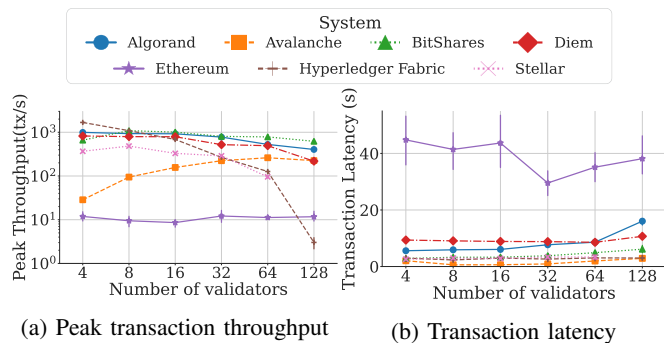 System
Algorand Avalanche BitShares Diem
Ethereum Hyperledger Fabric Stellar
Peak Throughput(tx/s)
10³
10²
10¹
10⁰
4 8 16 32 64 128
Number of validators
(a) Peak transaction throughput
Transaction Latency (s)
40
20
0
4 8 16 32 64 128
Number of validators
(b) Transaction latency